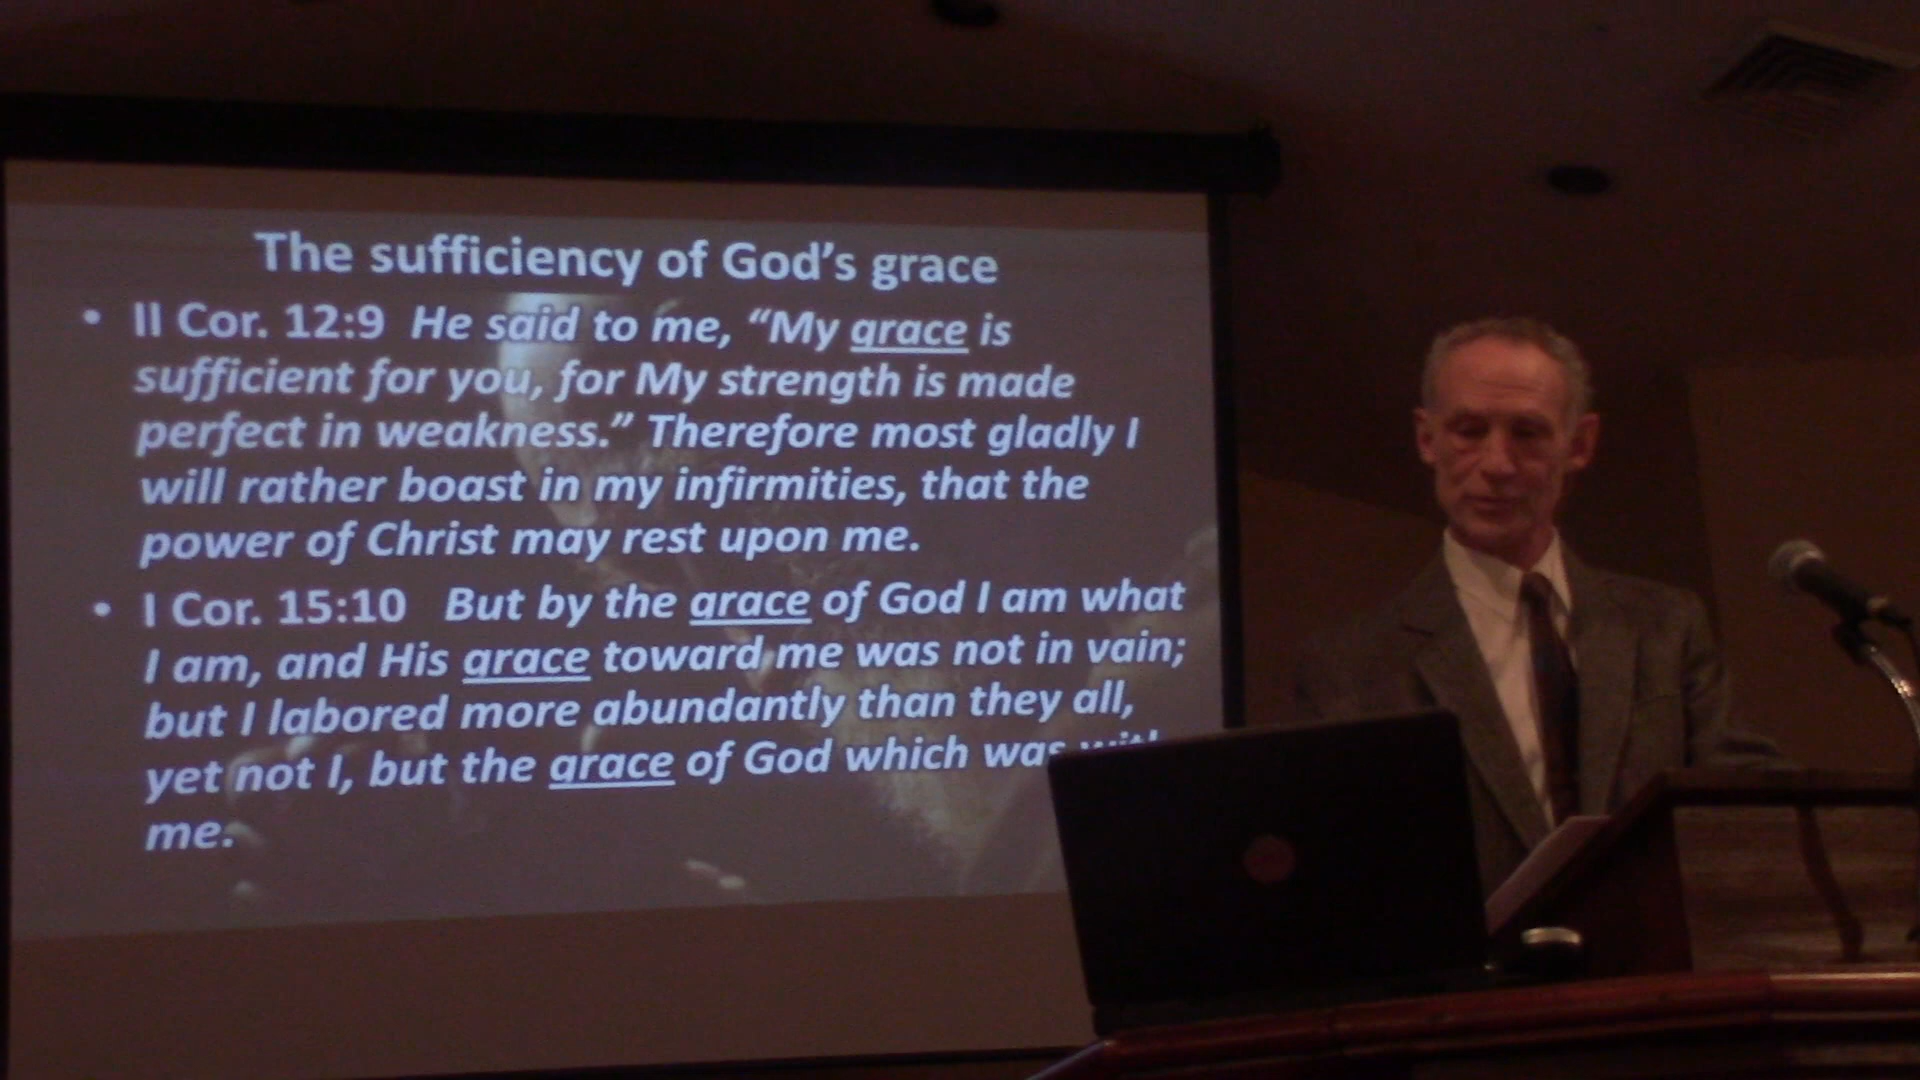 The sufficiency of God's grace
• II Cor. 12:9 He said to me, “My grace is
sufficient for you, for My strength is made
perfect in weakness.” Therefore most gladly I
will rather boast in my infirmities, that the
power of Christ may rest upon me.
• I Cor. 15:10 But by the grace of God I am what
I am, and His grace toward me was not in vain;
but I labored more abundantly than they all,
yet not I, but the grace of God which was with
me.